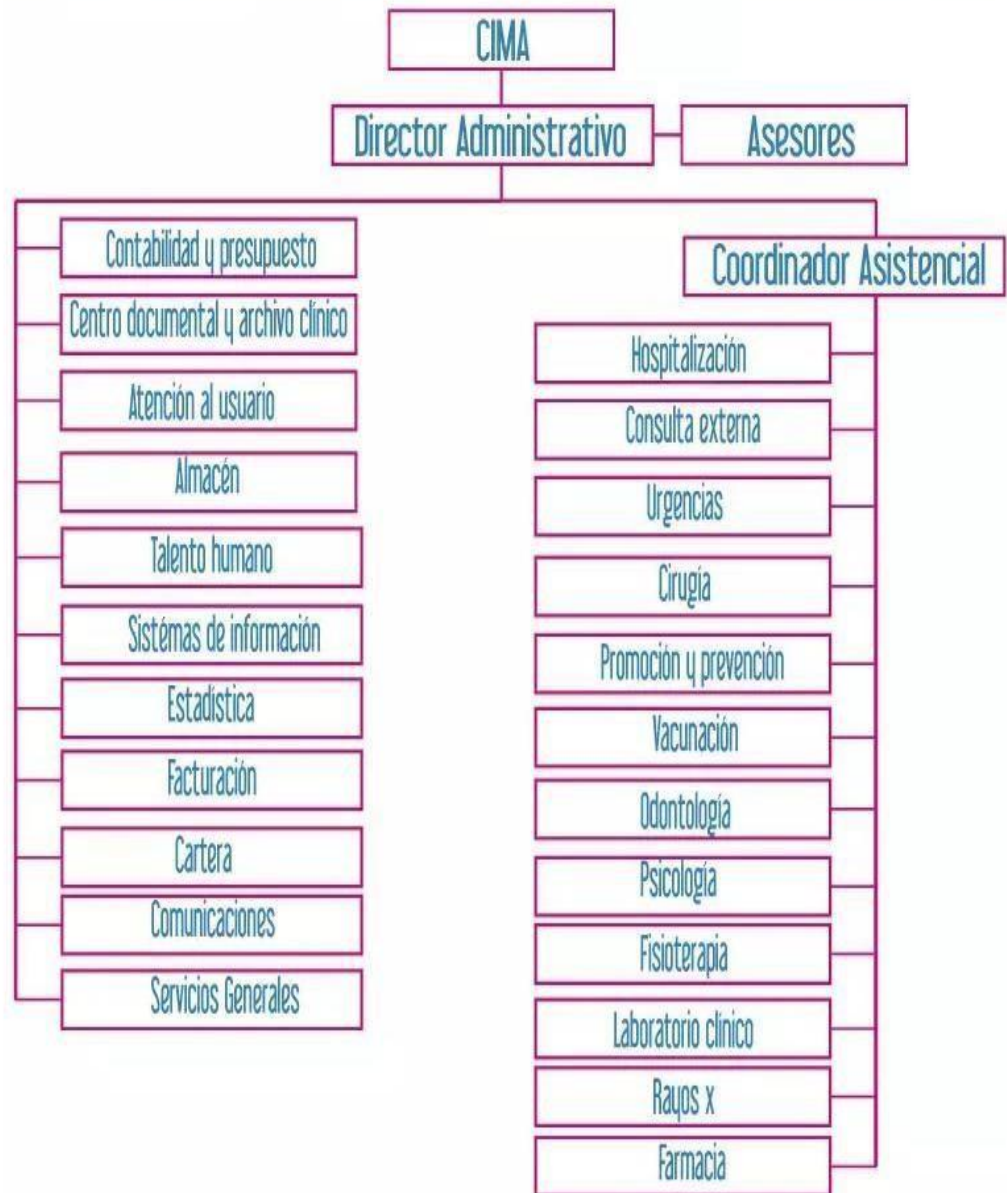 CIMA
Director Administrativo
Asesores
Contabilidad y presupuesto
Centro documental y archivo clínico
Atención al usuario
Almacén
Talento humano
Sistémas de información
Estadística
Facturación
Cartera
Comunicaciones
Servicios Generales
Coordinador Asistencial
Hospitalización
Consulta externa
Urgencias
Cirugía
Promoción y prevención
Vacunación
Odontología
Psicología
Fisioterapia
Laboratorio clínico
Rayos x
Farmacia